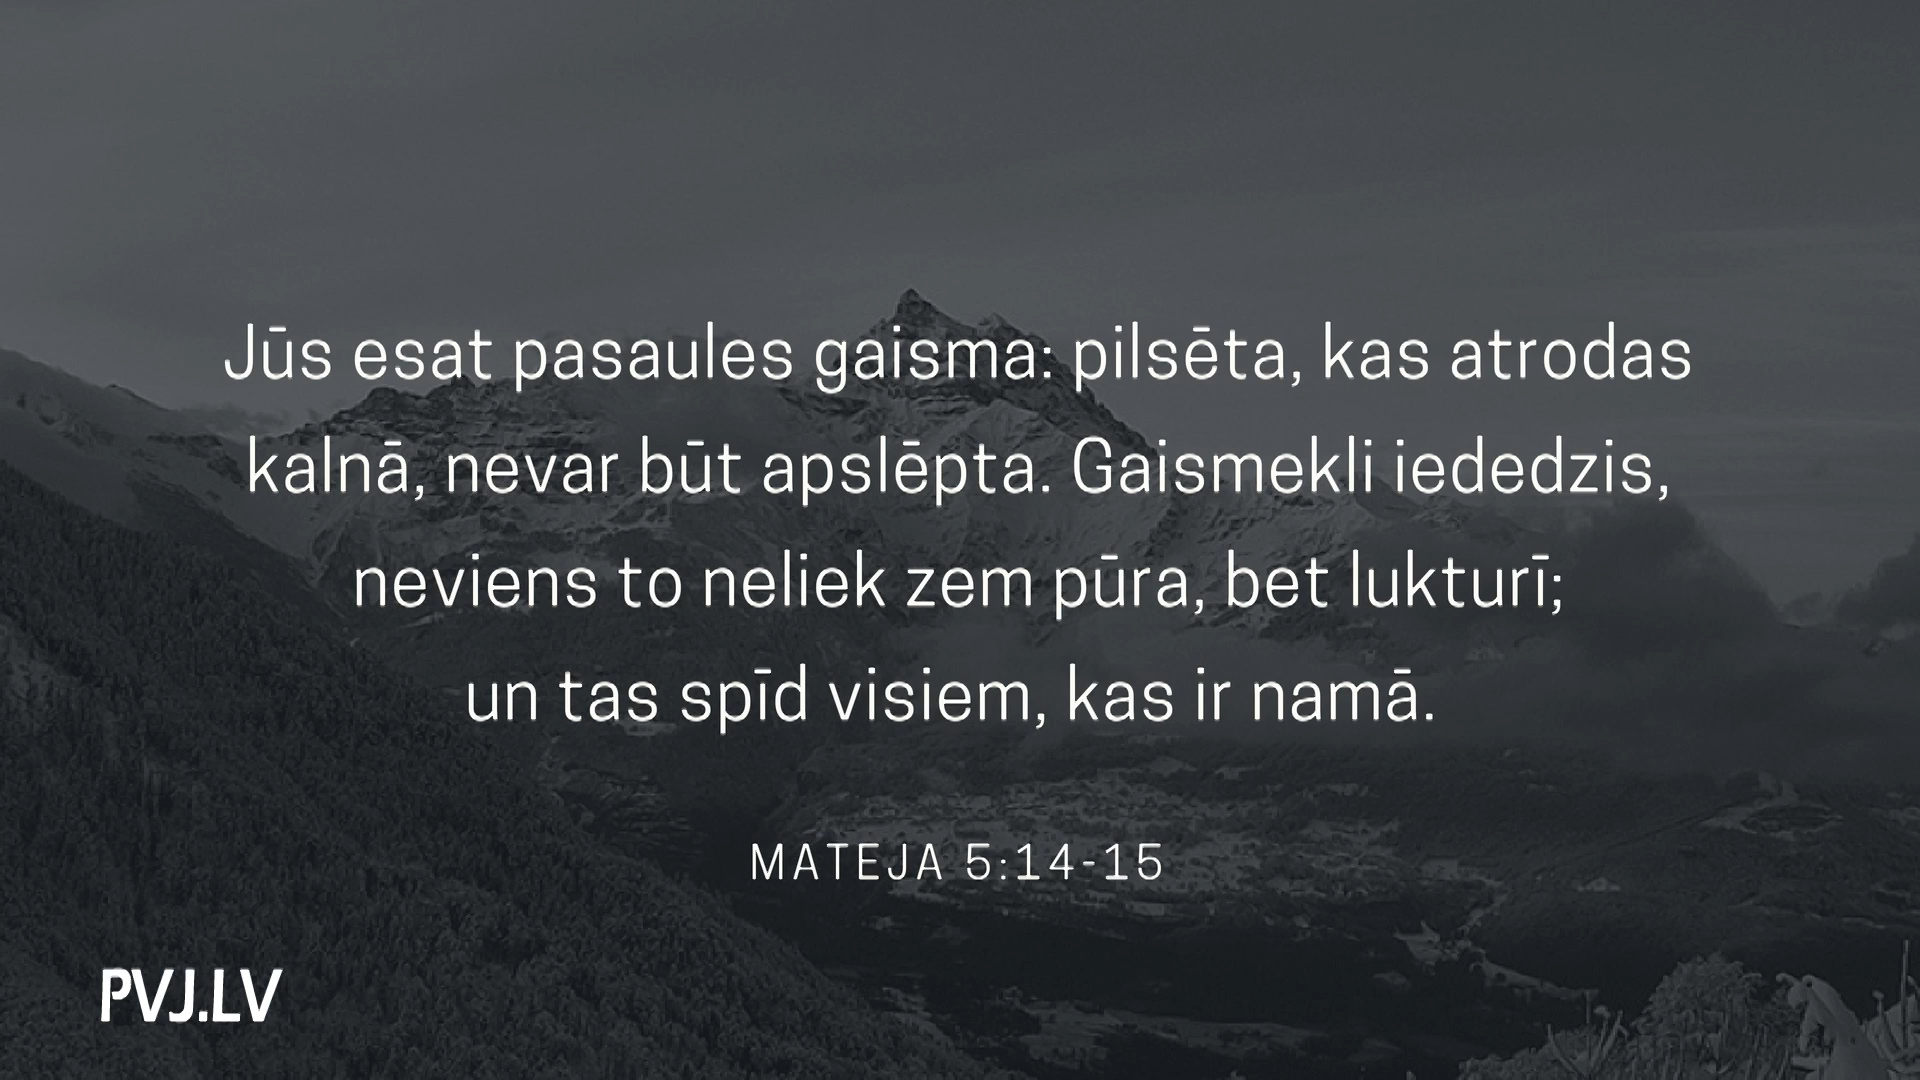 Jūs esat pasaules gaisma: pilsēta, kas atrodas
kalnā, nevar būt apslēpta. Gaismekli iededzis,
neviens to neliek zem pūra, bet lukturī;
un tas spīd visiem, kas ir namā.
MATEJA 5:14-15
PVJ.LV